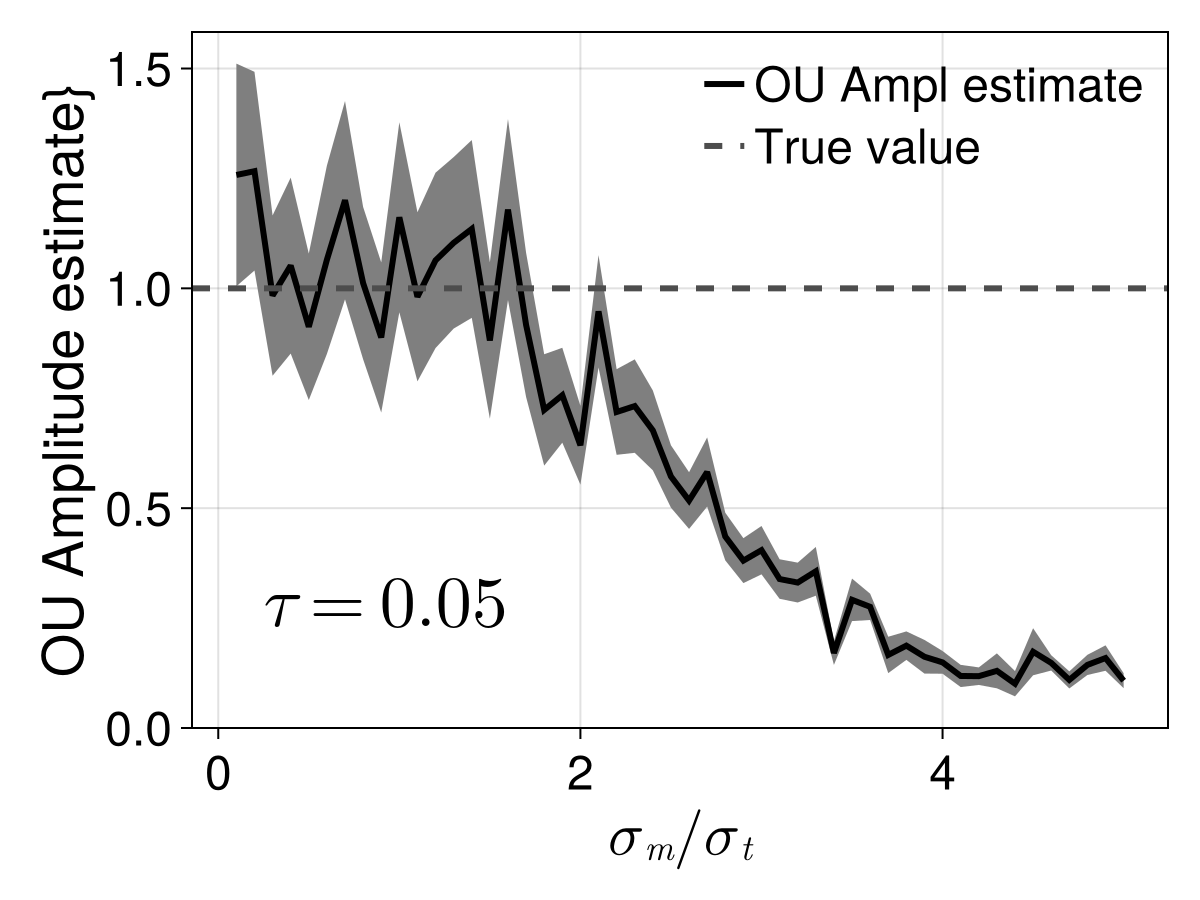 OU Amplitude estimate}
1.5
1.0
0.5
0.0
OU Ampl estimate
True value
τ = 0.05
0 2 4
σₘ/σₜ